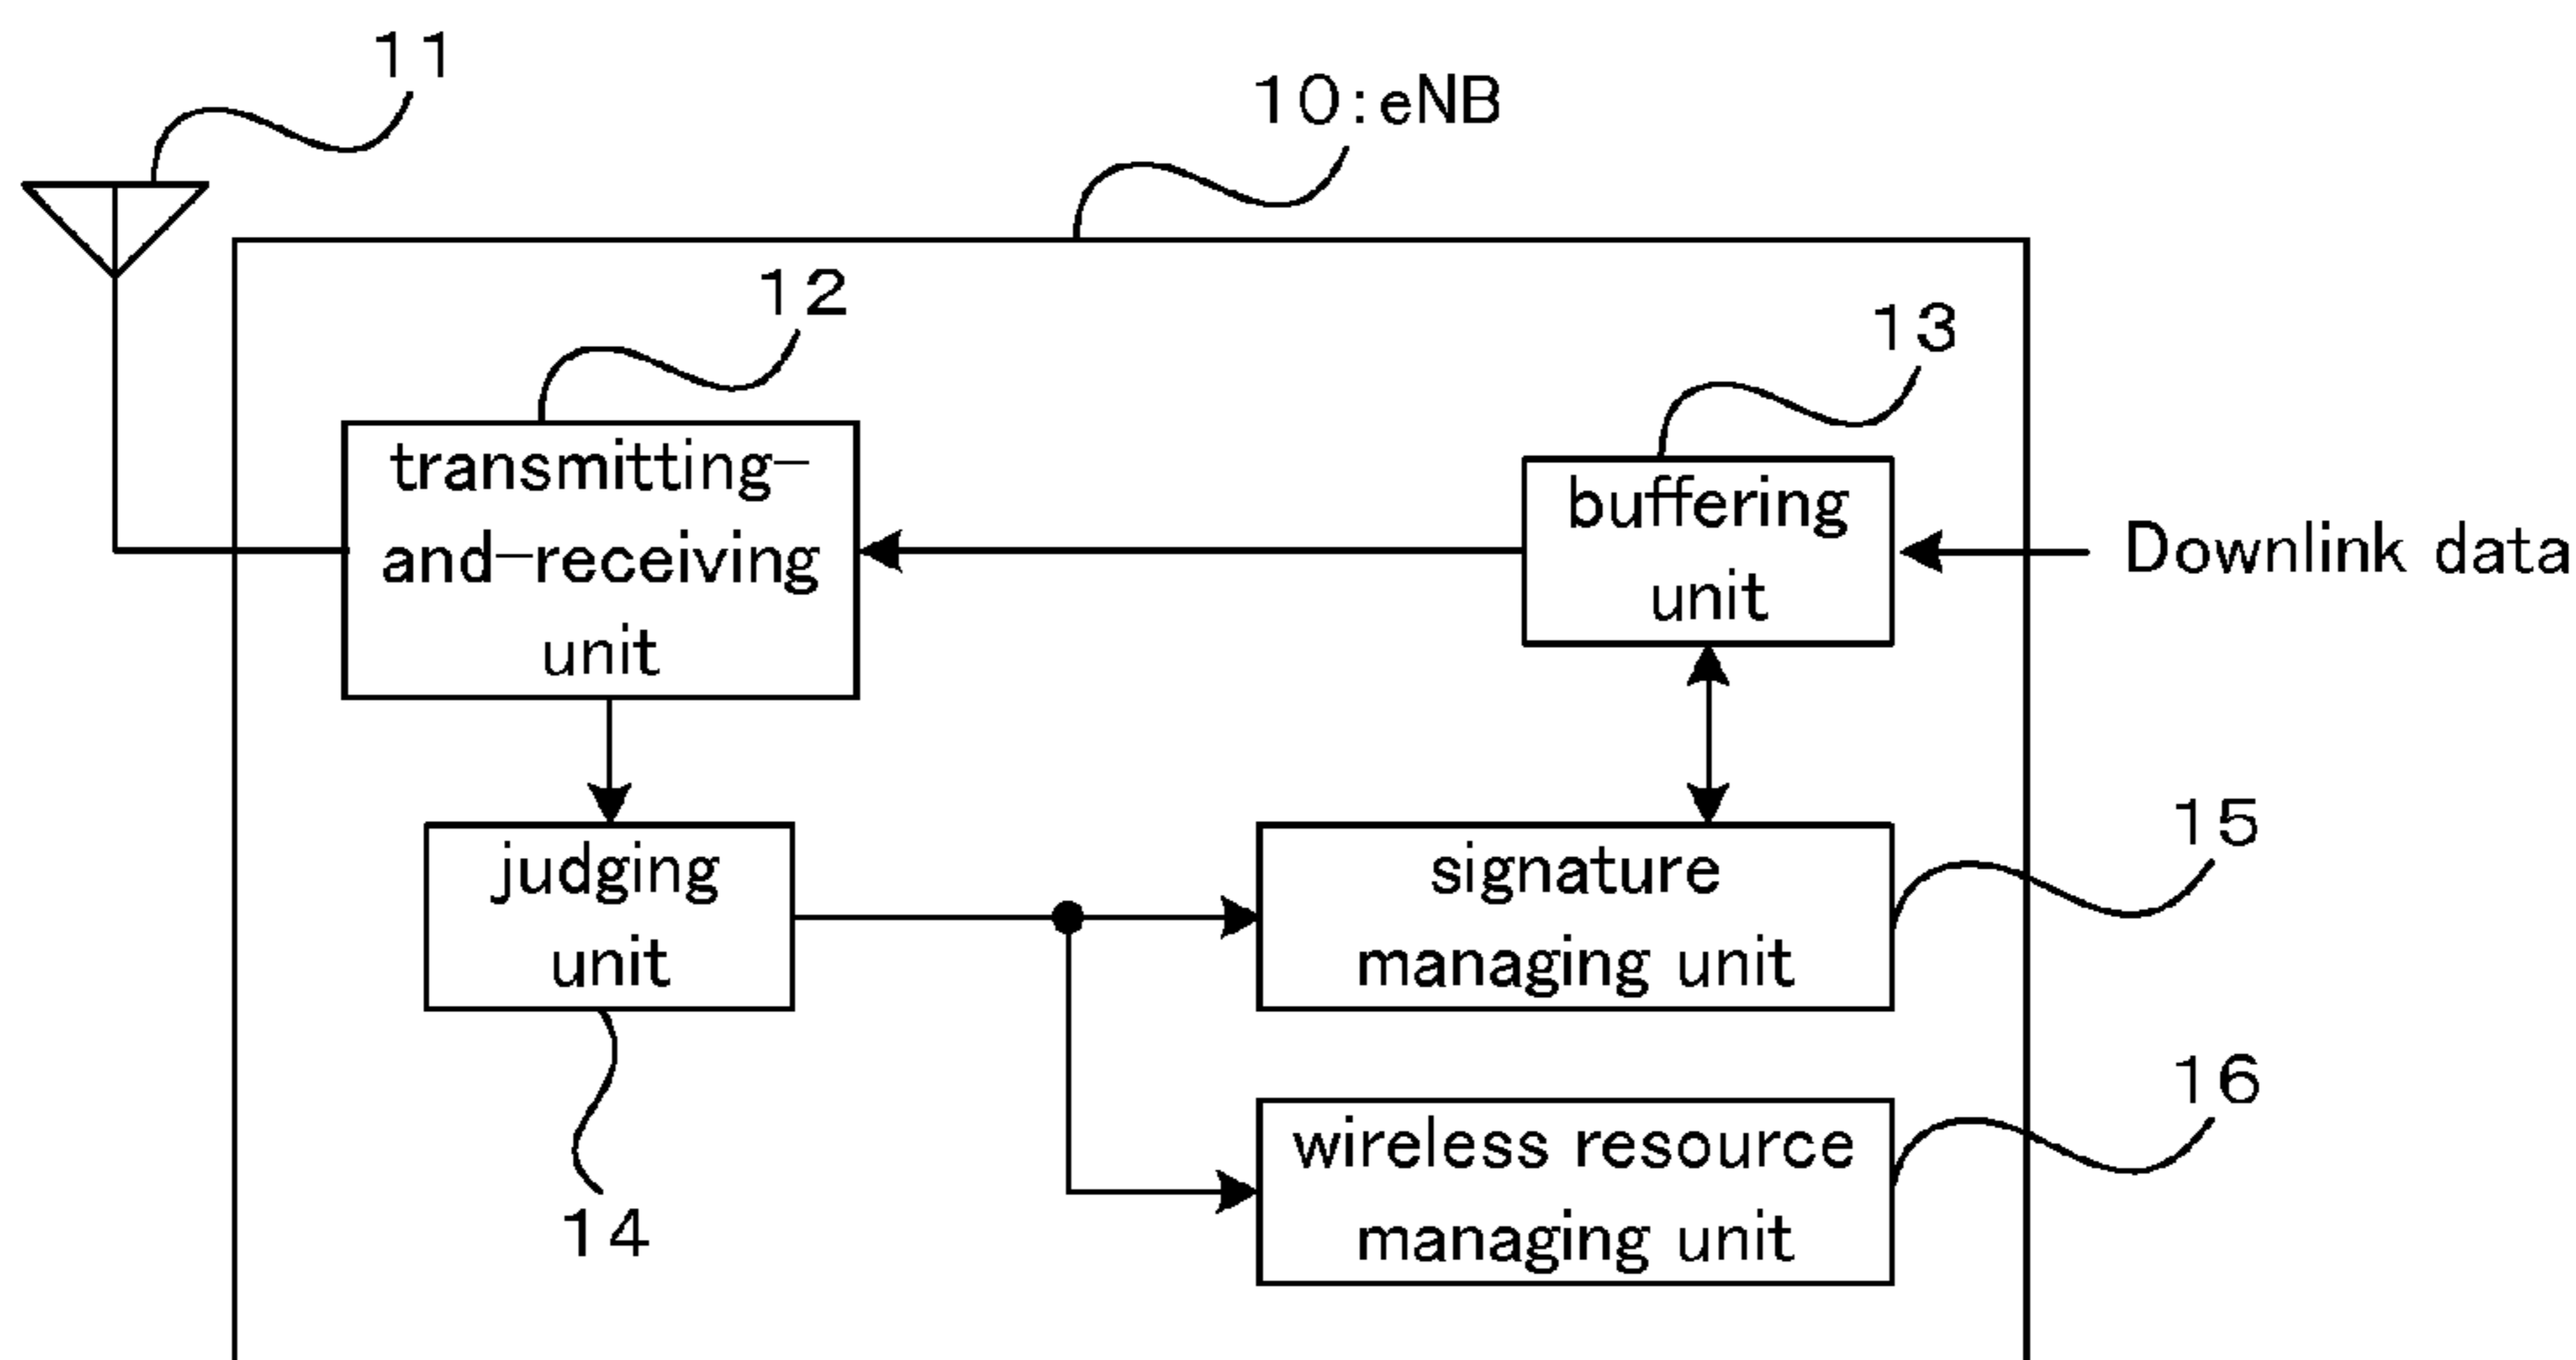 11
10:eNB
12
13
transmitting-
and-receiving
unit
buffering
unit
Downlink data
judging
unit
signature
managing unit
15
14
wireless resource
managing unit
16